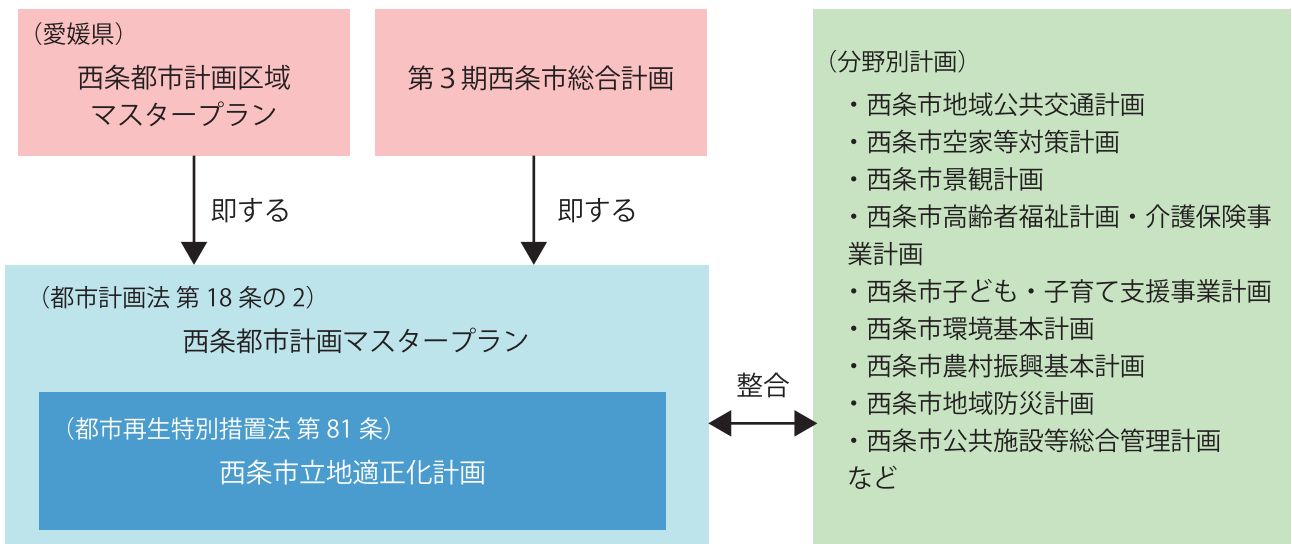 （愛媛県）
西条都市計画区域
マスタープラン
第３期西条市総合計画
即する
即する
（都市計画法 第 18 条の 2）
西条都市計画マスタープラン
（都市再生特別措置法 第 81 条）
西条市立地適正化計画
整合
（分野別計画）
・西条市地域公共交通計画
・西条市空家等対策計画
・西条市景観計画
・西条市高齢者福祉計画・介護保険事
業計画
・西条市子ども・子育て支援事業計画
・西条市環境基本計画
・西条市農村振興基本計画
・西条市地域防災計画
・西条市公共施設等総合管理計画
など